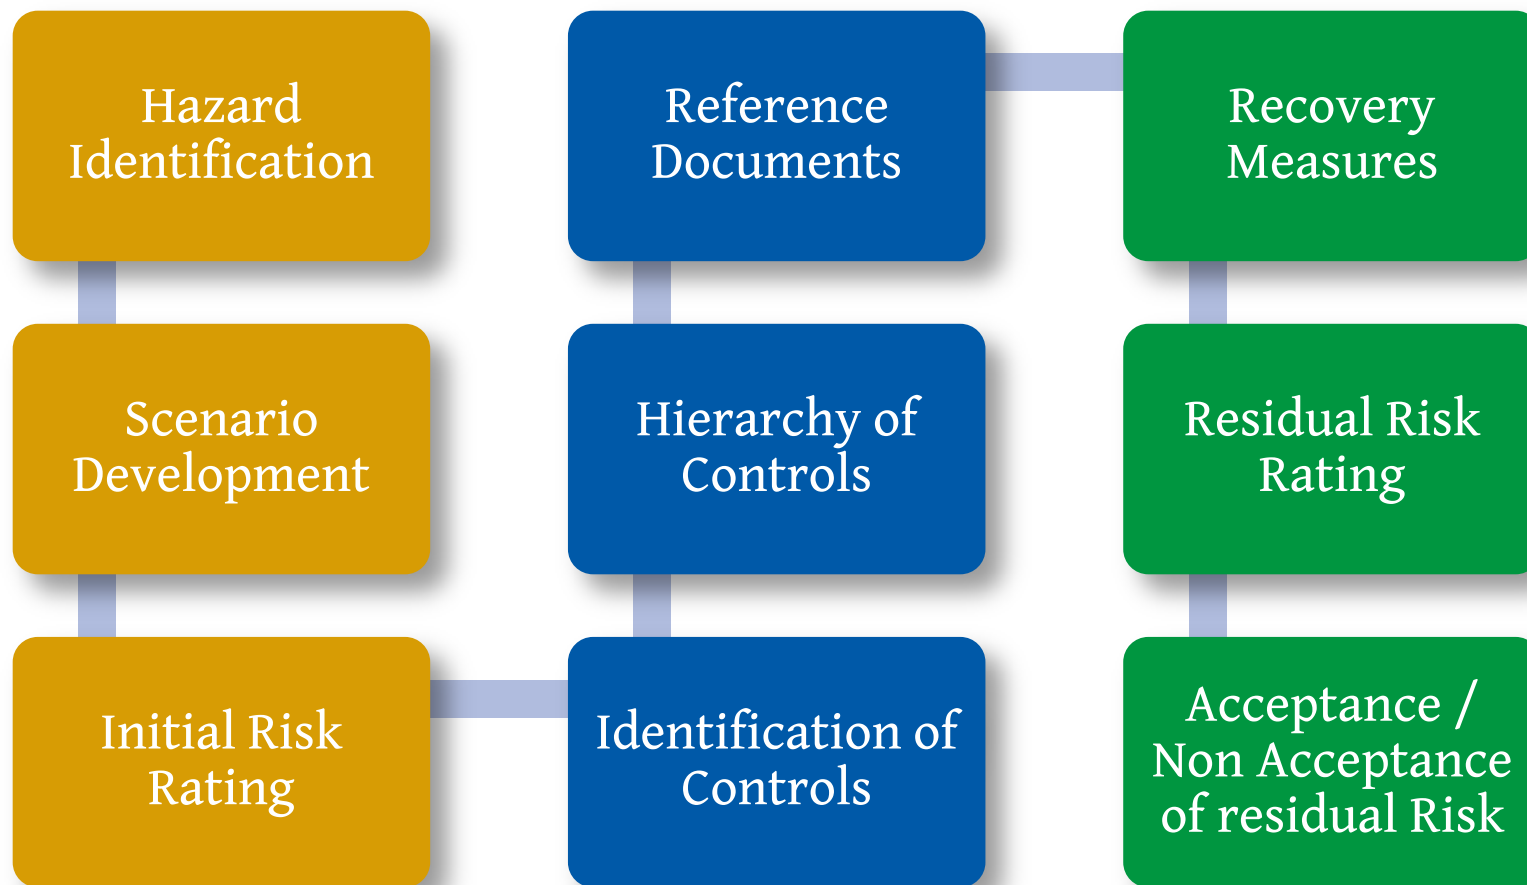 Hazard
Identification
Scenario
Development
Initial Risk
Rating
Identification of
Controls
Hierarchy of
Controls
Reference
Documents
Recovery
Measures
Residual Risk
Rating
Acceptance /
Non Acceptance
of residual Risk